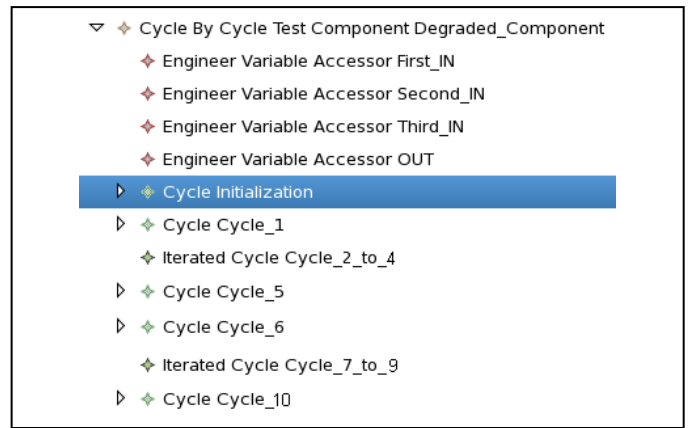 Cycle By Cycle Test Component Degraded_Component
Engineer Variable Accessor First_IN
Engineer Variable Accessor Second_IN
Engineer Variable Accessor Third_IN
Engineer Variable Accessor OUT
Cycle Initialization
Cycle Cycle_1
Iterated Cycle Cycle_2_to_4
Cycle Cycle_5
Cycle Cycle_6
Iterated Cycle Cycle_7_to_9
Cycle Cycle_10